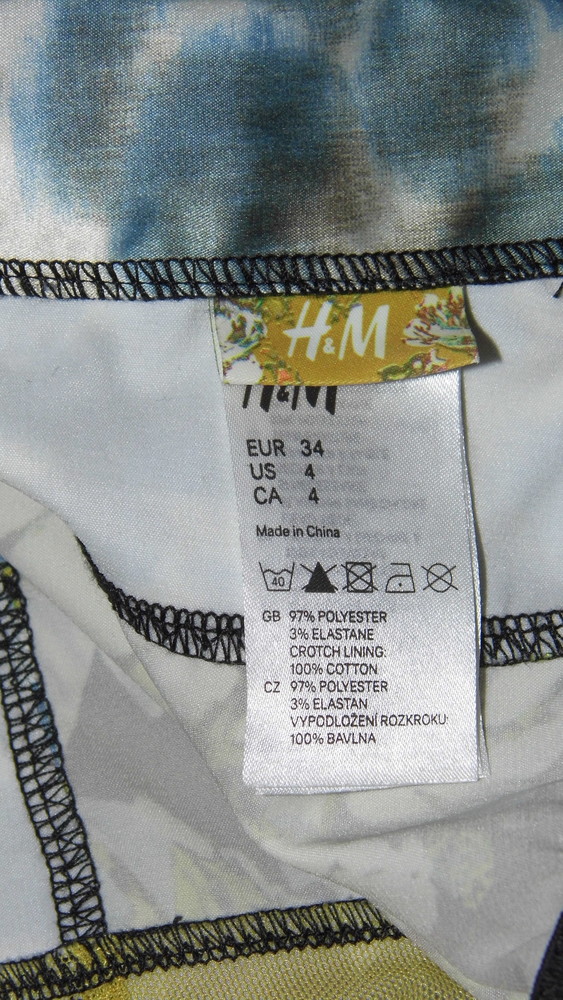 H&M
H&M
EUR 34
US 4
CA 4
Made in China
40
GB 97% POLYESTER
3% ELASTANE
CROTCH LINING:
100% COTTON
CZ 97% POLYESTER
3% ELASTAN
VYPODLOŽENÍ ROZKROKU:
100% BAVLNA